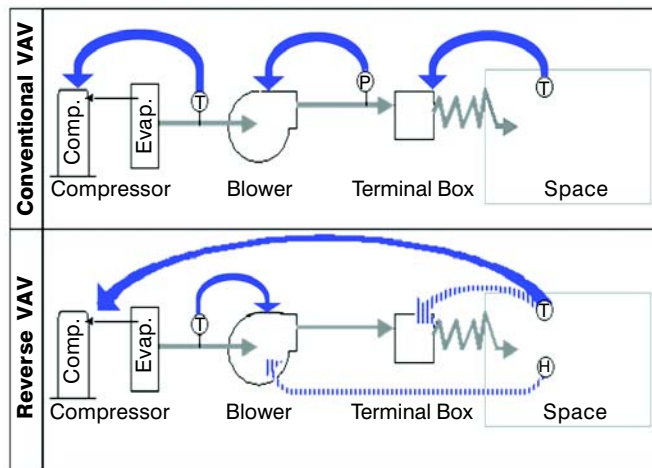 Conventional VAV
T
P
T
Comp.
Evap.
Compressor Blower Terminal Box Space
Reverse VAV
T
T
H
Comp.
Evap.
Compressor Blower Terminal Box Space